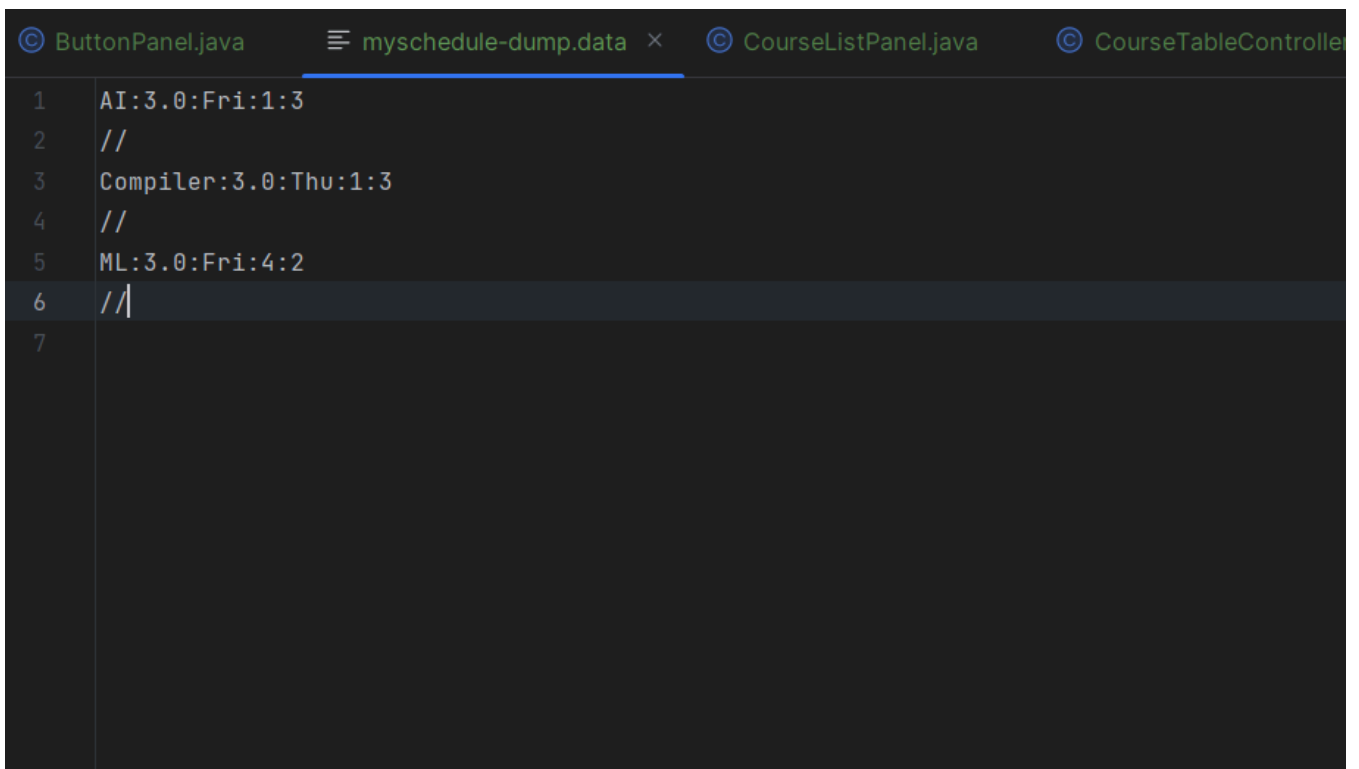 ButtonPanel.java myschedule-dump.data × CourseListPanel.java CourseTableController
1 AI:3.0:Fri:1:3
2 //
3 Compiler:3.0:Thu:1:3
4 //
5 ML:3.0:Fri:4:2
6 //
7